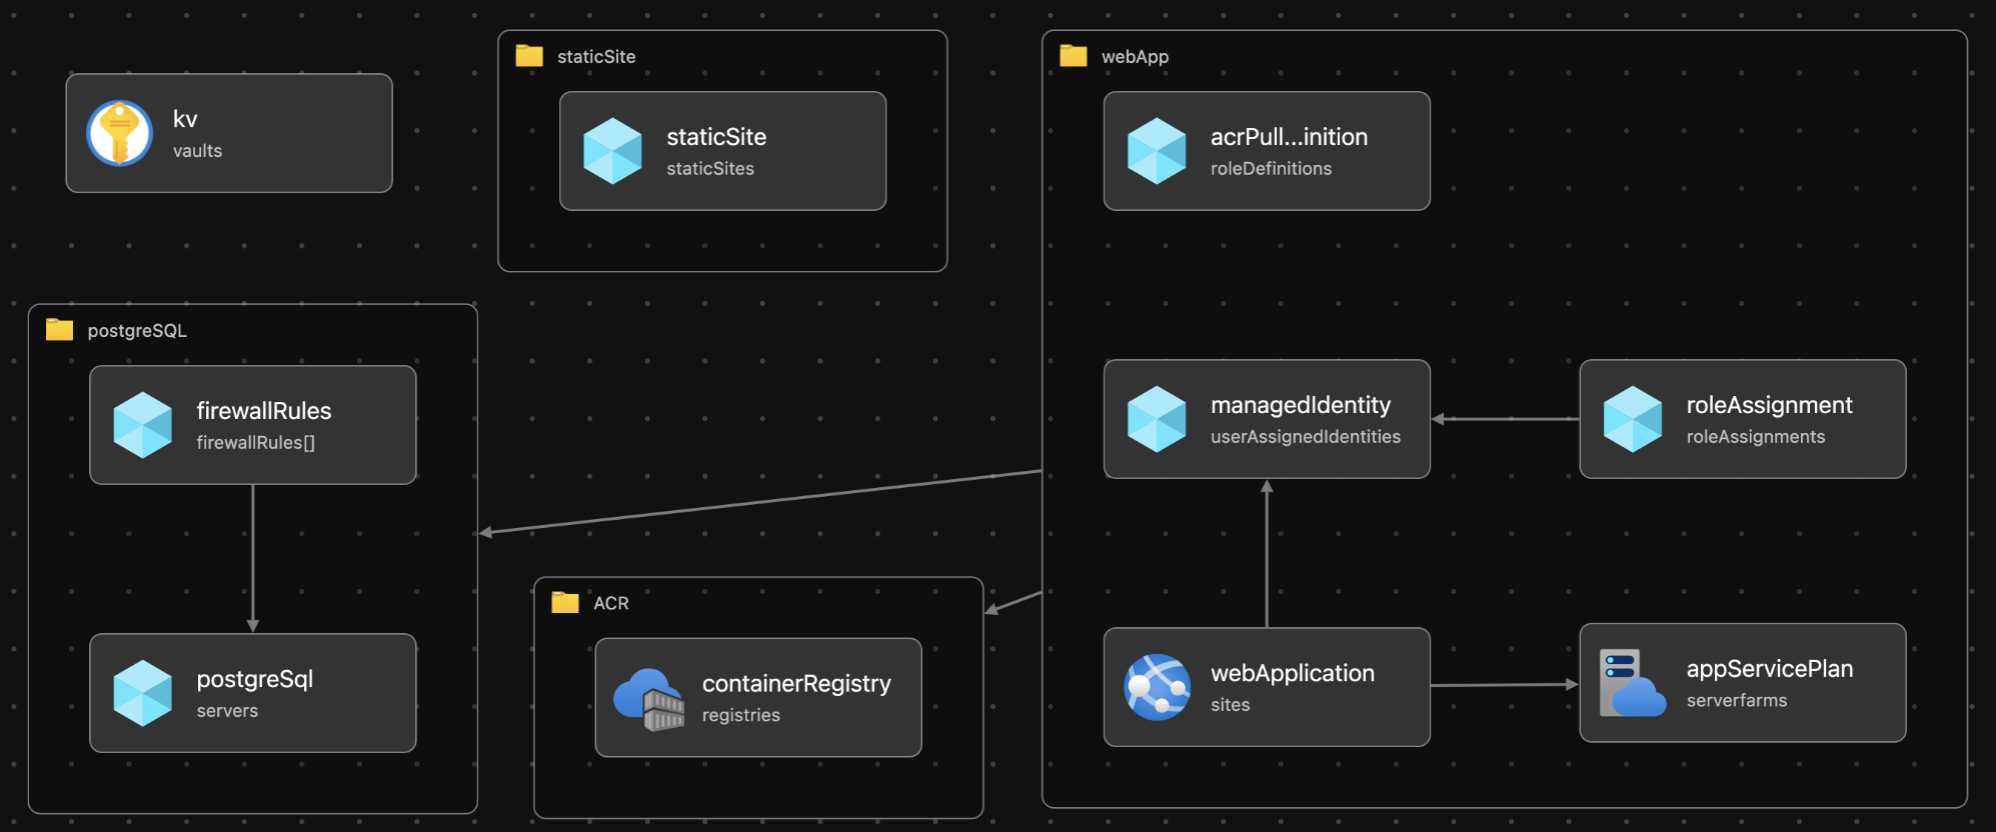 kv
vaults
staticSite
staticSite
staticSites
webApp
acrPull...inition
roleDefinitions
postgreSQL
firewallRules
firewallRules[]
managedIdentity
userAssignedIdentities
roleAssignment
roleAssignments
postgreSql
servers
ACR
containerRegistry
registries
webApplication
sites
appServicePlan
serverfarms